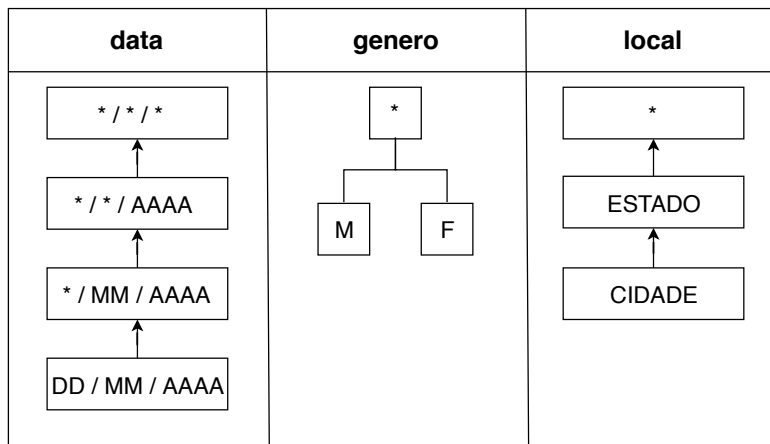 data
genero
local
* / * / *
*
*
* / * / AAAA
M
F
ESTADO
* / MM / AAAA
CIDADE
DD / MM / AAAA